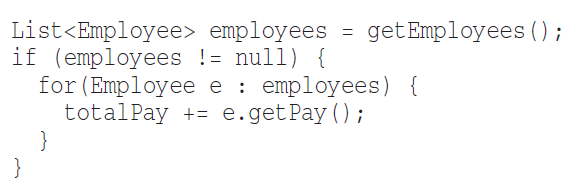 List<Employee> employees = getEmployees();
if (employees != null) {
  for(Employee e : employees) {
    totalPay += e.getPay();
  }
}